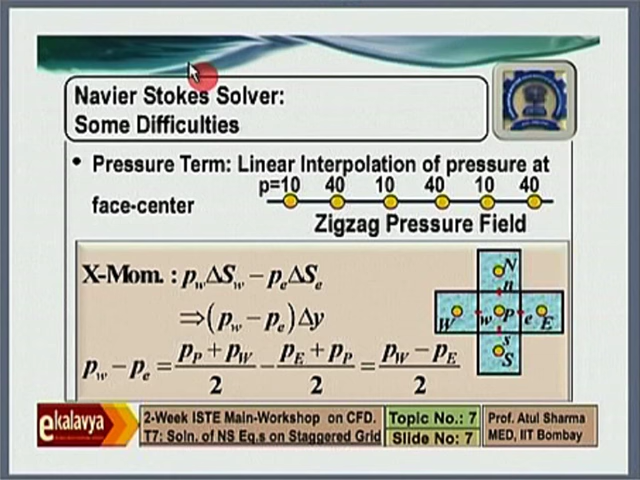 Navier Stokes Solver:
Some Difficulties
• Pressure Term: Linear Interpolation of pressure at
face-center
p=10 40 10 40 10 40
Zigzag Pressure Field
X-Mom.: p_w ΔS_w − p_e ΔS_e
⇒(p_w − p_e)Δy
p_w − p_e = (p_P + p_W)/2 − (p_E + p_P)/2 = (p_W − p_E)/2
N
n
W w P e E
s
S
ekalavya
2-Week ISTE Main-Workshop on CFD.
T7: Soln. of NS Eq.s on Staggered Grid
Topic No.: 7
Slide No: 7
Prof. Atul Sharma
MED, IIT Bombay